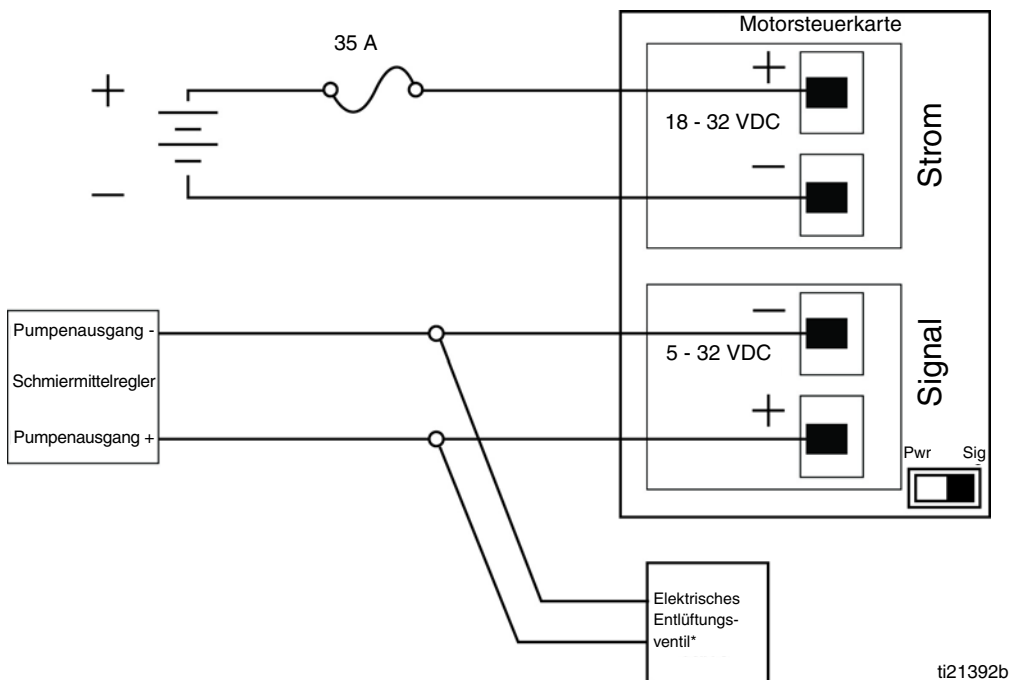 Motorsteuerkarte
35 A
+
+
18 - 32 VDC
Strom
–
–
Pumpenausgang -
Schmiermittelregler
Pumpenausgang +
–
5 - 32 VDC
Signal
+
Pwr Sig
Elektrisches
Entlüftungs-
ventil*
ti21392b